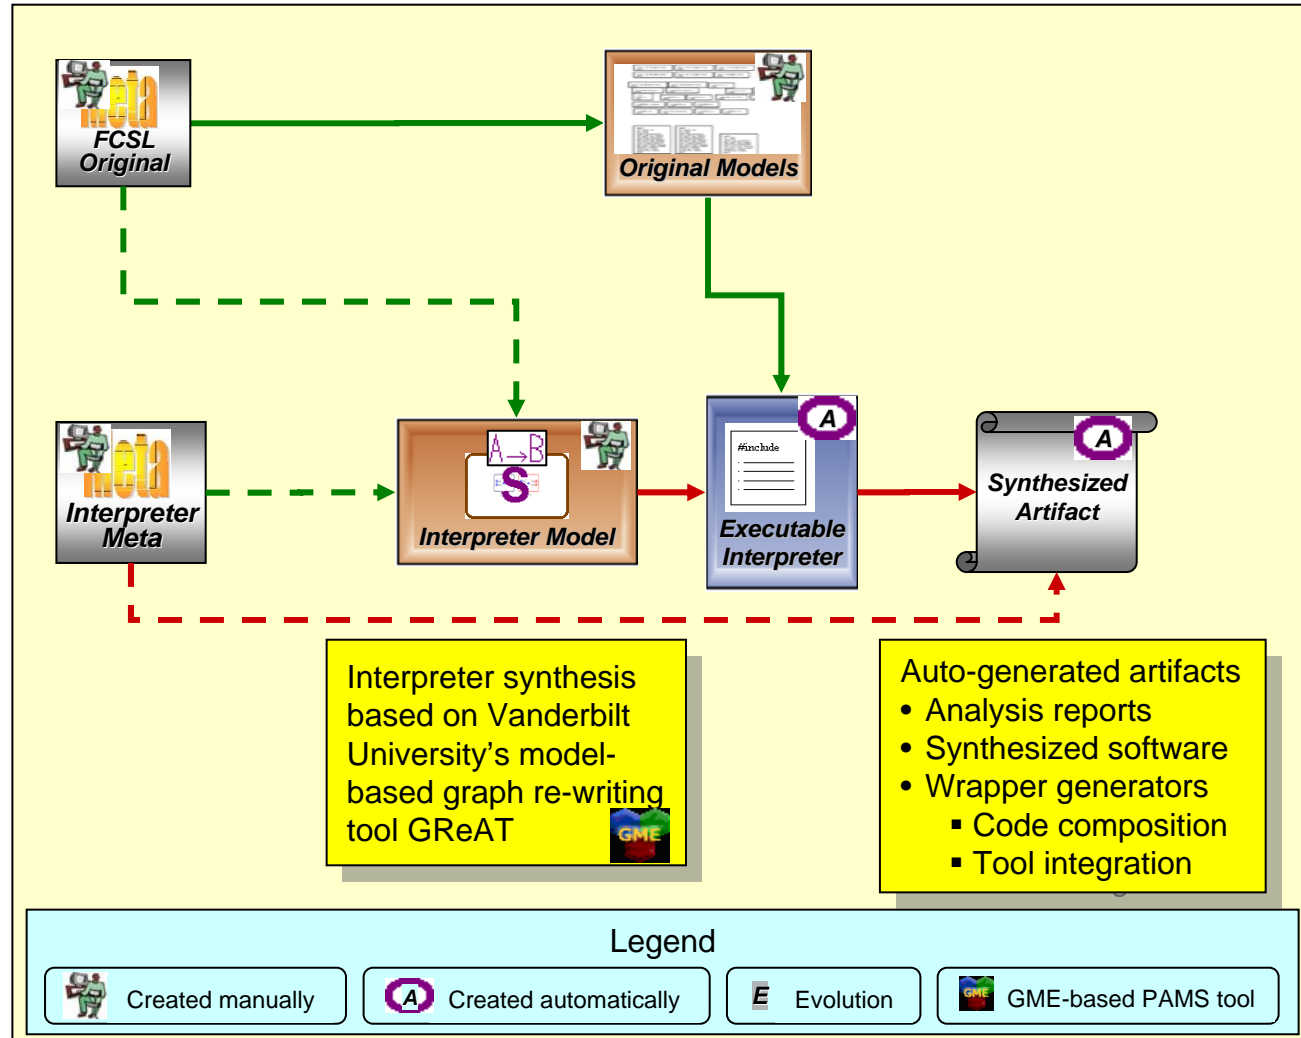 meta
FCSL
Original
Original Models
meta
Interpreter
Meta
A→B
S
Interpreter Model
A
#include
Executable
Interpreter
A
Synthesized
Artifact
Interpreter synthesis
based on Vanderbilt
University's model-
based graph re-writing
tool GReAT
GME
Auto-generated artifacts
• Analysis reports
• Synthesized software
• Wrapper generators
▪ Code composition
▪ Tool integration
Legend
Created manually
A Created automatically
E Evolution
GME GME-based PAMS tool